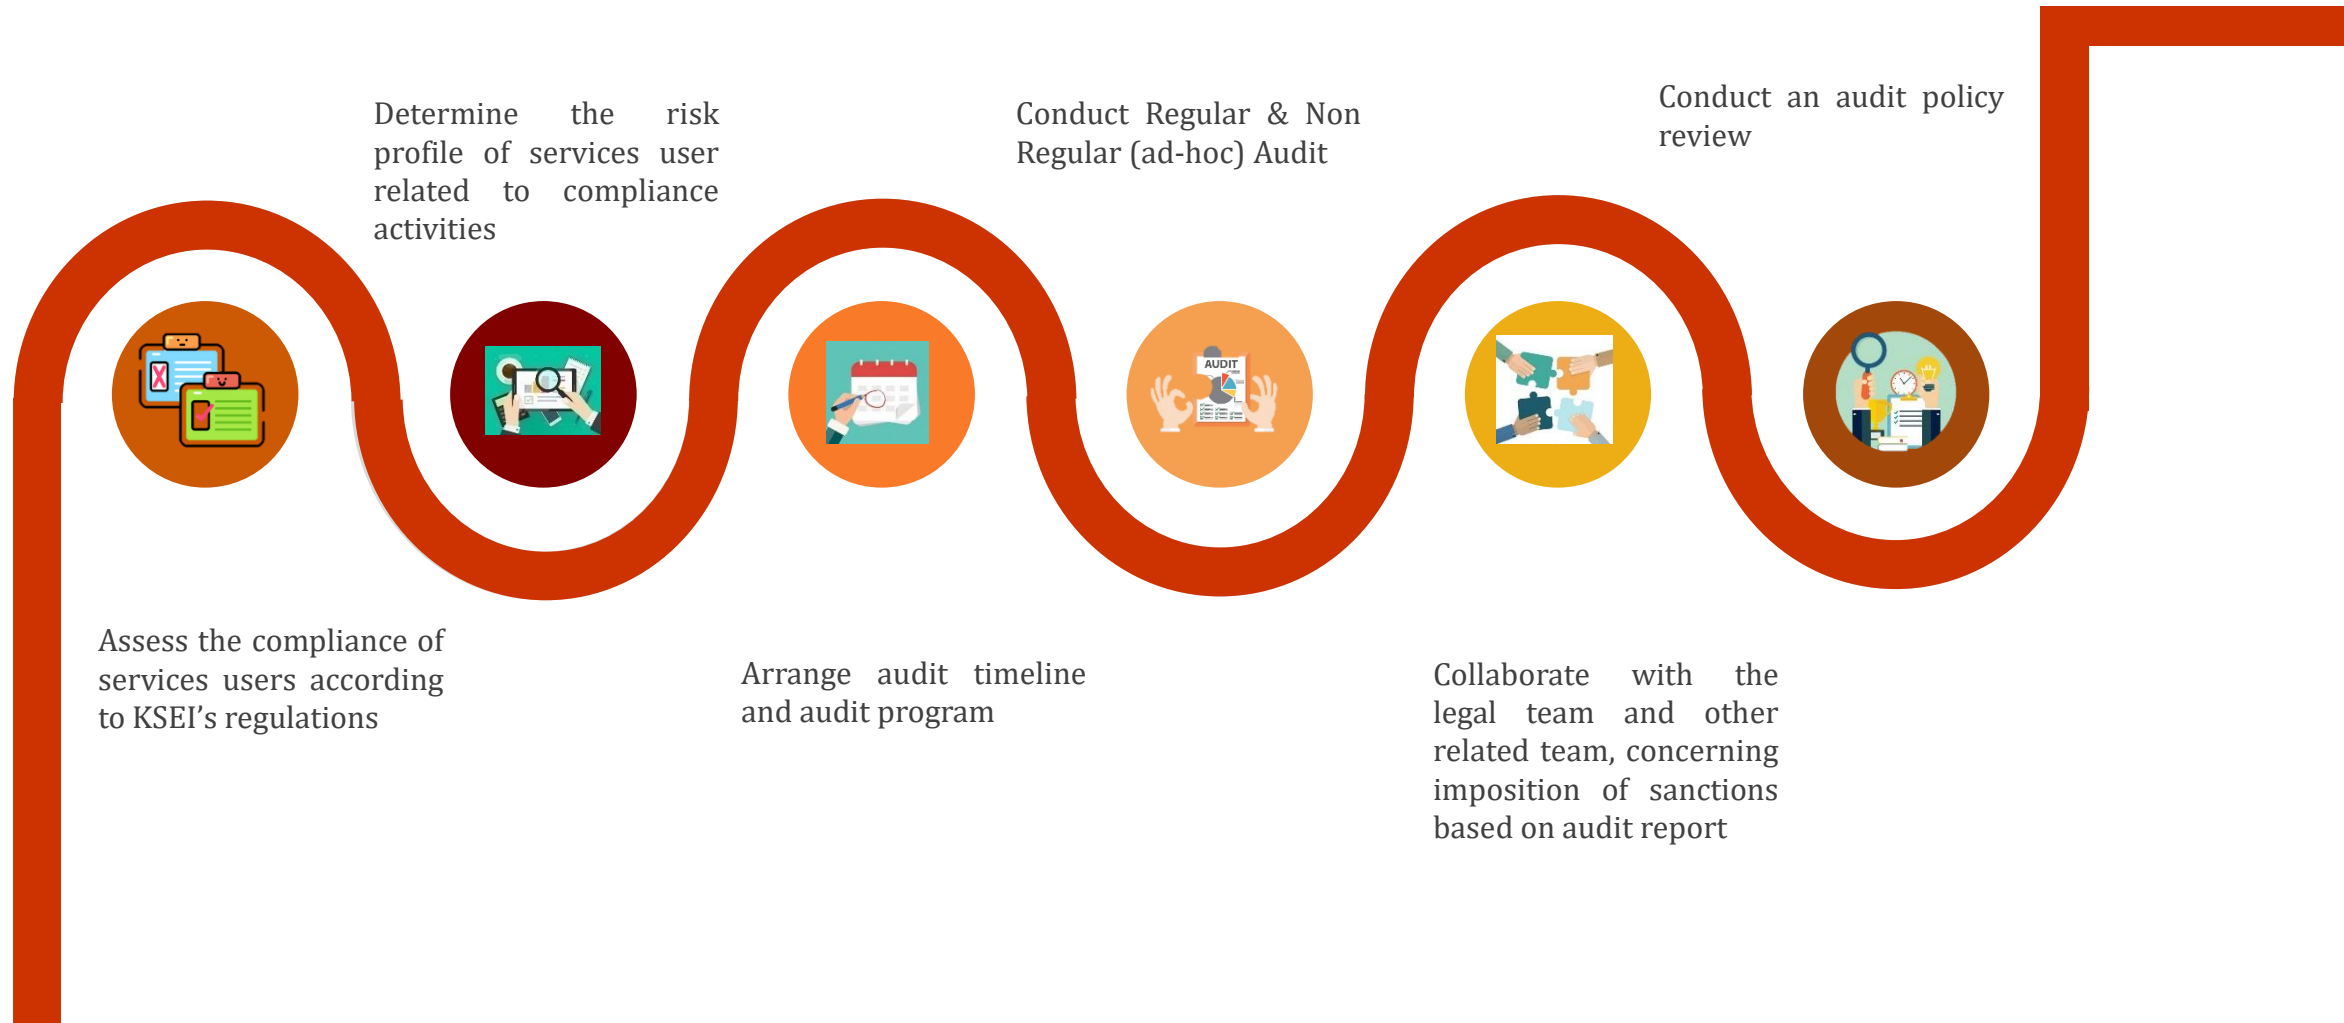 Assess the compliance of
services users according
to KSEI’s regulations
Determine the risk
profile of services user
related to compliance
activities
Arrange audit timeline
and audit program
Conduct Regular & Non
Regular (ad-hoc) Audit
AUDIT
Collaborate with the
legal team and other
related team, concerning
imposition of sanctions
based on audit report
Conduct an audit policy
review